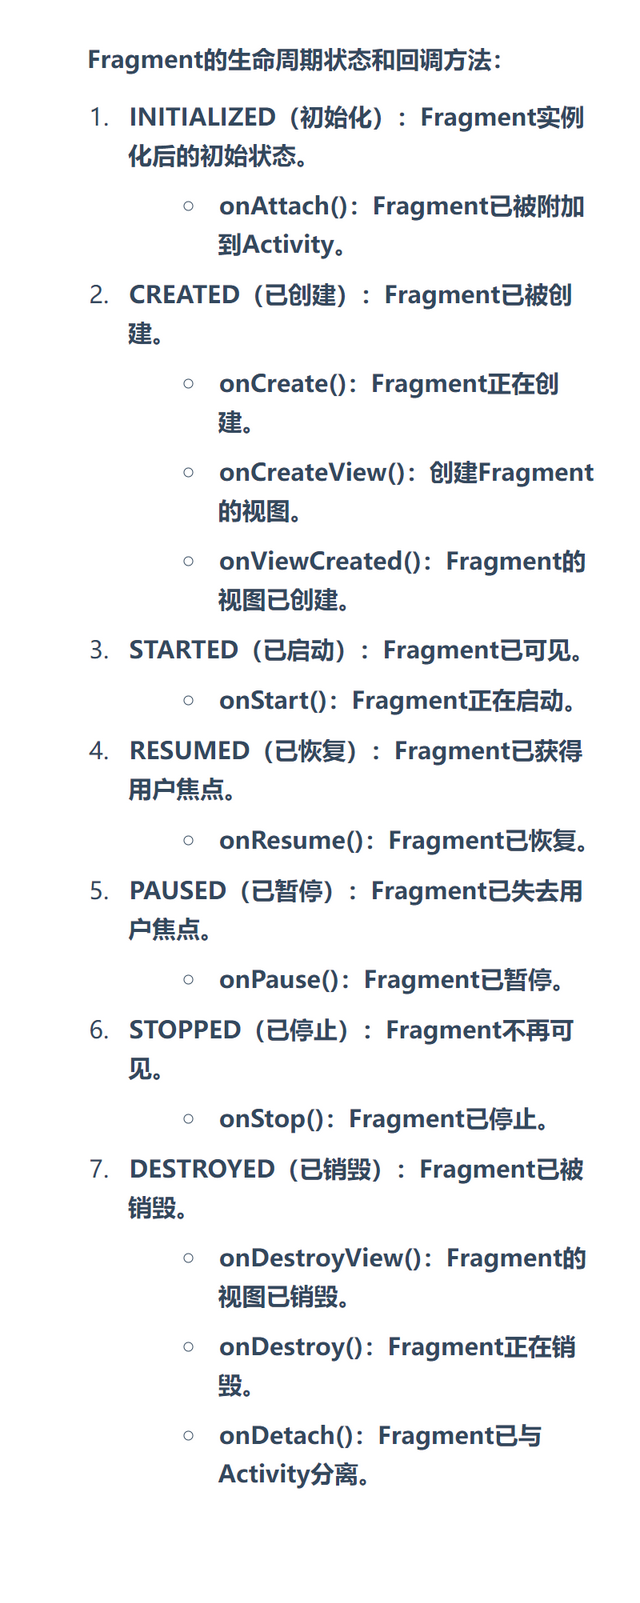 Fragment的生命周期状态和回调方法：
1. INITIALIZED（初始化）：Fragment实例
化后的初始状态。
○ onAttach()：Fragment已被附加
到Activity。
2. CREATED（已创建）：Fragment已被创
建。
○ onCreate()：Fragment正在创
建。
○ onCreateView()：创建Fragment
的视图。
○ onViewCreated()：Fragment的
视图已创建。
3. STARTED（已启动）：Fragment已可见。
○ onStart()：Fragment正在启动。
4. RESUMED（已恢复）：Fragment已获得
用户焦点。
○ onResume()：Fragment已恢复。
5. PAUSED（已暂停）：Fragment已失去用
户焦点。
○ onPause()：Fragment已暂停。
6. STOPPED（已停止）：Fragment不再可
见。
○ onStop()：Fragment已停止。
7. DESTROYED（已销毁）：Fragment已被
销毁。
○ onDestroyView()：Fragment的
视图已销毁。
○ onDestroy()：Fragment正在销
毁。
○ onDetach()：Fragment已与
Activity分离。